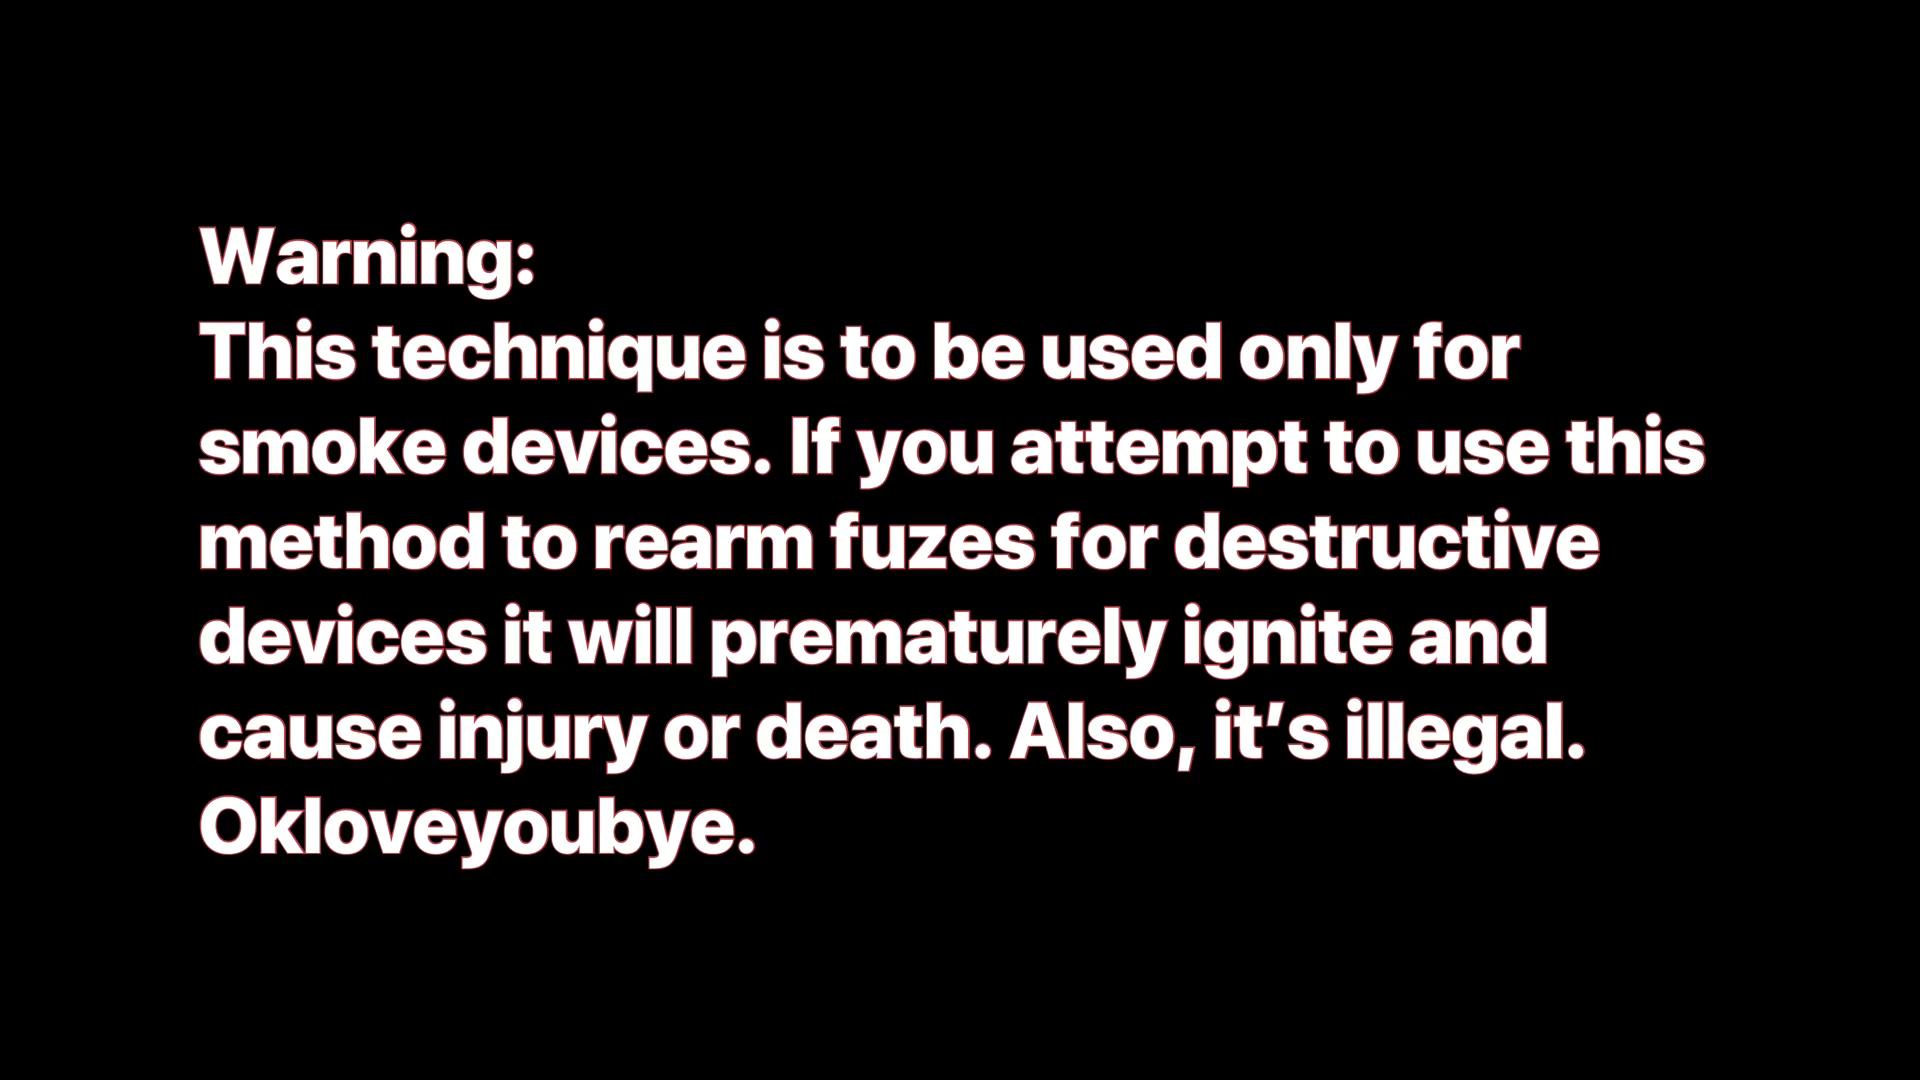 Warning:
This technique is to be used only for
smoke devices. If you attempt to use this
method to rearm fuzes for destructive
devices it will prematurely ignite and
cause injury or death. Also, it’s illegal.
Okloveyoubye.